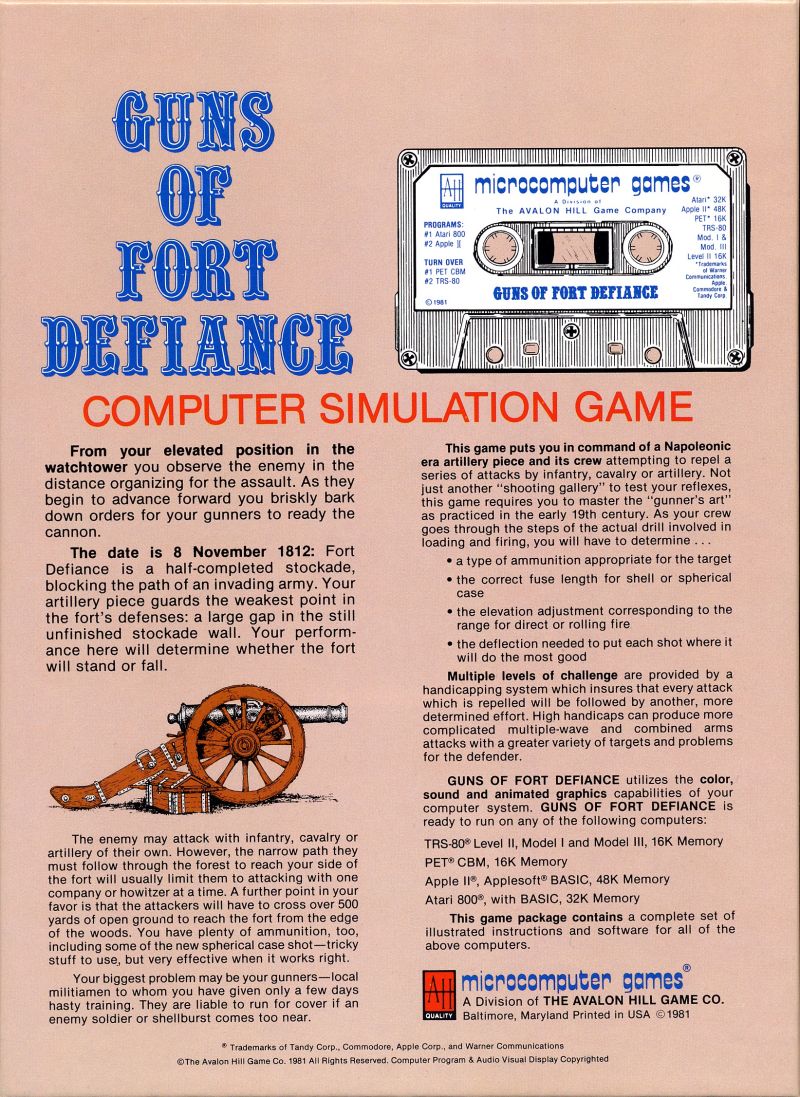 GUNS
OF
FORT
DEFIANCE
AH
QUALITY
microcomputer games®
A Division of
The AVALON HILL Game Company
PROGRAMS:
#1 Atari 800
#2 Apple ][
TURN OVER
#1 PET CBM
#2 TRS-80
©1981
GUNS OF FORT DEFIANCE
Atari* 32K
Apple II* 48K
PET* 16K
TRS-80
Mod. I &
Mod. III
Level II 16K
*Trademarks
of Warner
Communications,
Apple,
Commodore &
Tandy Corp.
COMPUTER SIMULATION GAME
From your elevated position in the
watchtower you observe the enemy in the
distance organizing for the assault. As they
begin to advance forward you briskly bark
down orders for your gunners to ready the
cannon.
The date is 8 November 1812: Fort
Defiance is a half-completed stockade,
blocking the path of an invading army. Your
artillery piece guards the weakest point in
the fort's defenses: a large gap in the still
unfinished stockade wall. Your perform-
ance here will determine whether the fort
will stand or fall.
The enemy may attack with infantry, cavalry or
artillery of their own. However, the narrow path they
must follow through the forest to reach your side of
the fort will usually limit them to attacking with one
company or howitzer at a time. A further point in your
favor is that the attackers will have to cross over 500
yards of open ground to reach the fort from the edge
of the woods. You have plenty of ammunition, too,
including some of the new spherical case shot—tricky
stuff to use, but very effective when it works right.
Your biggest problem may be your gunners—local
militiamen to whom you have given only a few days
hasty training. They are liable to run for cover if an
enemy soldier or shellburst comes too near.
This game puts you in command of a Napoleonic
era artillery piece and its crew attempting to repel a
series of attacks by infantry, cavalry or artillery. Not
just another "shooting gallery" to test your reflexes,
this game requires you to master the "gunner's art"
as practiced in the early 19th century. As your crew
goes through the steps of the actual drill involved in
loading and firing, you will have to determine . . .
• a type of ammunition appropriate for the target
• the correct fuse length for shell or spherical
case
• the elevation adjustment corresponding to the
range for direct or rolling fire
• the deflection needed to put each shot where it
will do the most good
Multiple levels of challenge are provided by a
handicapping system which insures that every attack
which is repelled will be followed by another, more
determined effort. High handicaps can produce more
complicated multiple-wave and combined arms
attacks with a greater variety of targets and problems
for the defender.
GUNS OF FORT DEFIANCE utilizes the color,
sound and animated graphics capabilities of your
computer system. GUNS OF FORT DEFIANCE is
ready to run on any of the following computers:
TRS-80® Level II, Model I and Model III, 16K Memory
PET® CBM, 16K Memory
Apple II®, Applesoft® BASIC, 48K Memory
Atari 800®, with BASIC, 32K Memory
This game package contains a complete set of
illustrated instructions and software for all of the
above computers.
AH
QUALITY
microcomputer games®
A Division of THE AVALON HILL GAME CO.
Baltimore, Maryland Printed in USA ©1981
® Trademarks of Tandy Corp., Commodore, Apple Corp., and Warner Communications
©The Avalon Hill Game Co. 1981 All Rights Reserved. Computer Program & Audio Visual Display Copyrighted